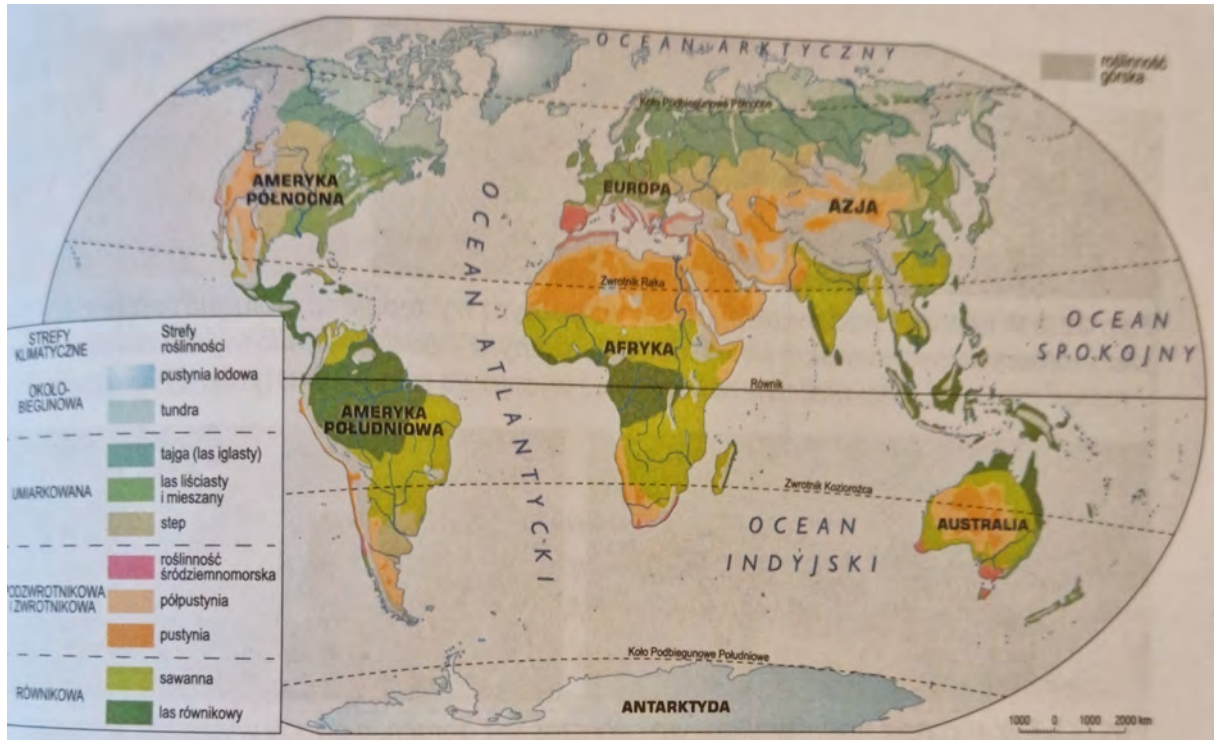 OCEAN ARKTYCZNY
roślinność
górska
Koło Podbiegunowe Północne
AMERYKA
PÓŁNOCNA
EUROPA
AZJA
OCEAN ATLANTYCKI
Zwrotnik Raka
OCEAN
SPOKOJNY
AFRYKA
Równik
AMERYKA
POŁUDNIOWA
Zwrotnik Koziorożca
OCEAN
INDYJSKI
AUSTRALIA
Koło Podbiegunowe Południowe
ANTARKTYDA
1000 0 1000 2000 km
STREFY
KLIMATYCZNE
Strefy
roślinności
OKOŁO-
BIEGUNOWA
pustynia lodowa
tundra
UMIARKOWANA
tajga (las iglasty)
las liściasty
i mieszany
step
ODZWROTNIKOWA
I ZWROTNIKOWA
roślinność
śródziemnomorska
półpustynia
pustynia
RÓWNIKOWA
sawanna
las równikowy